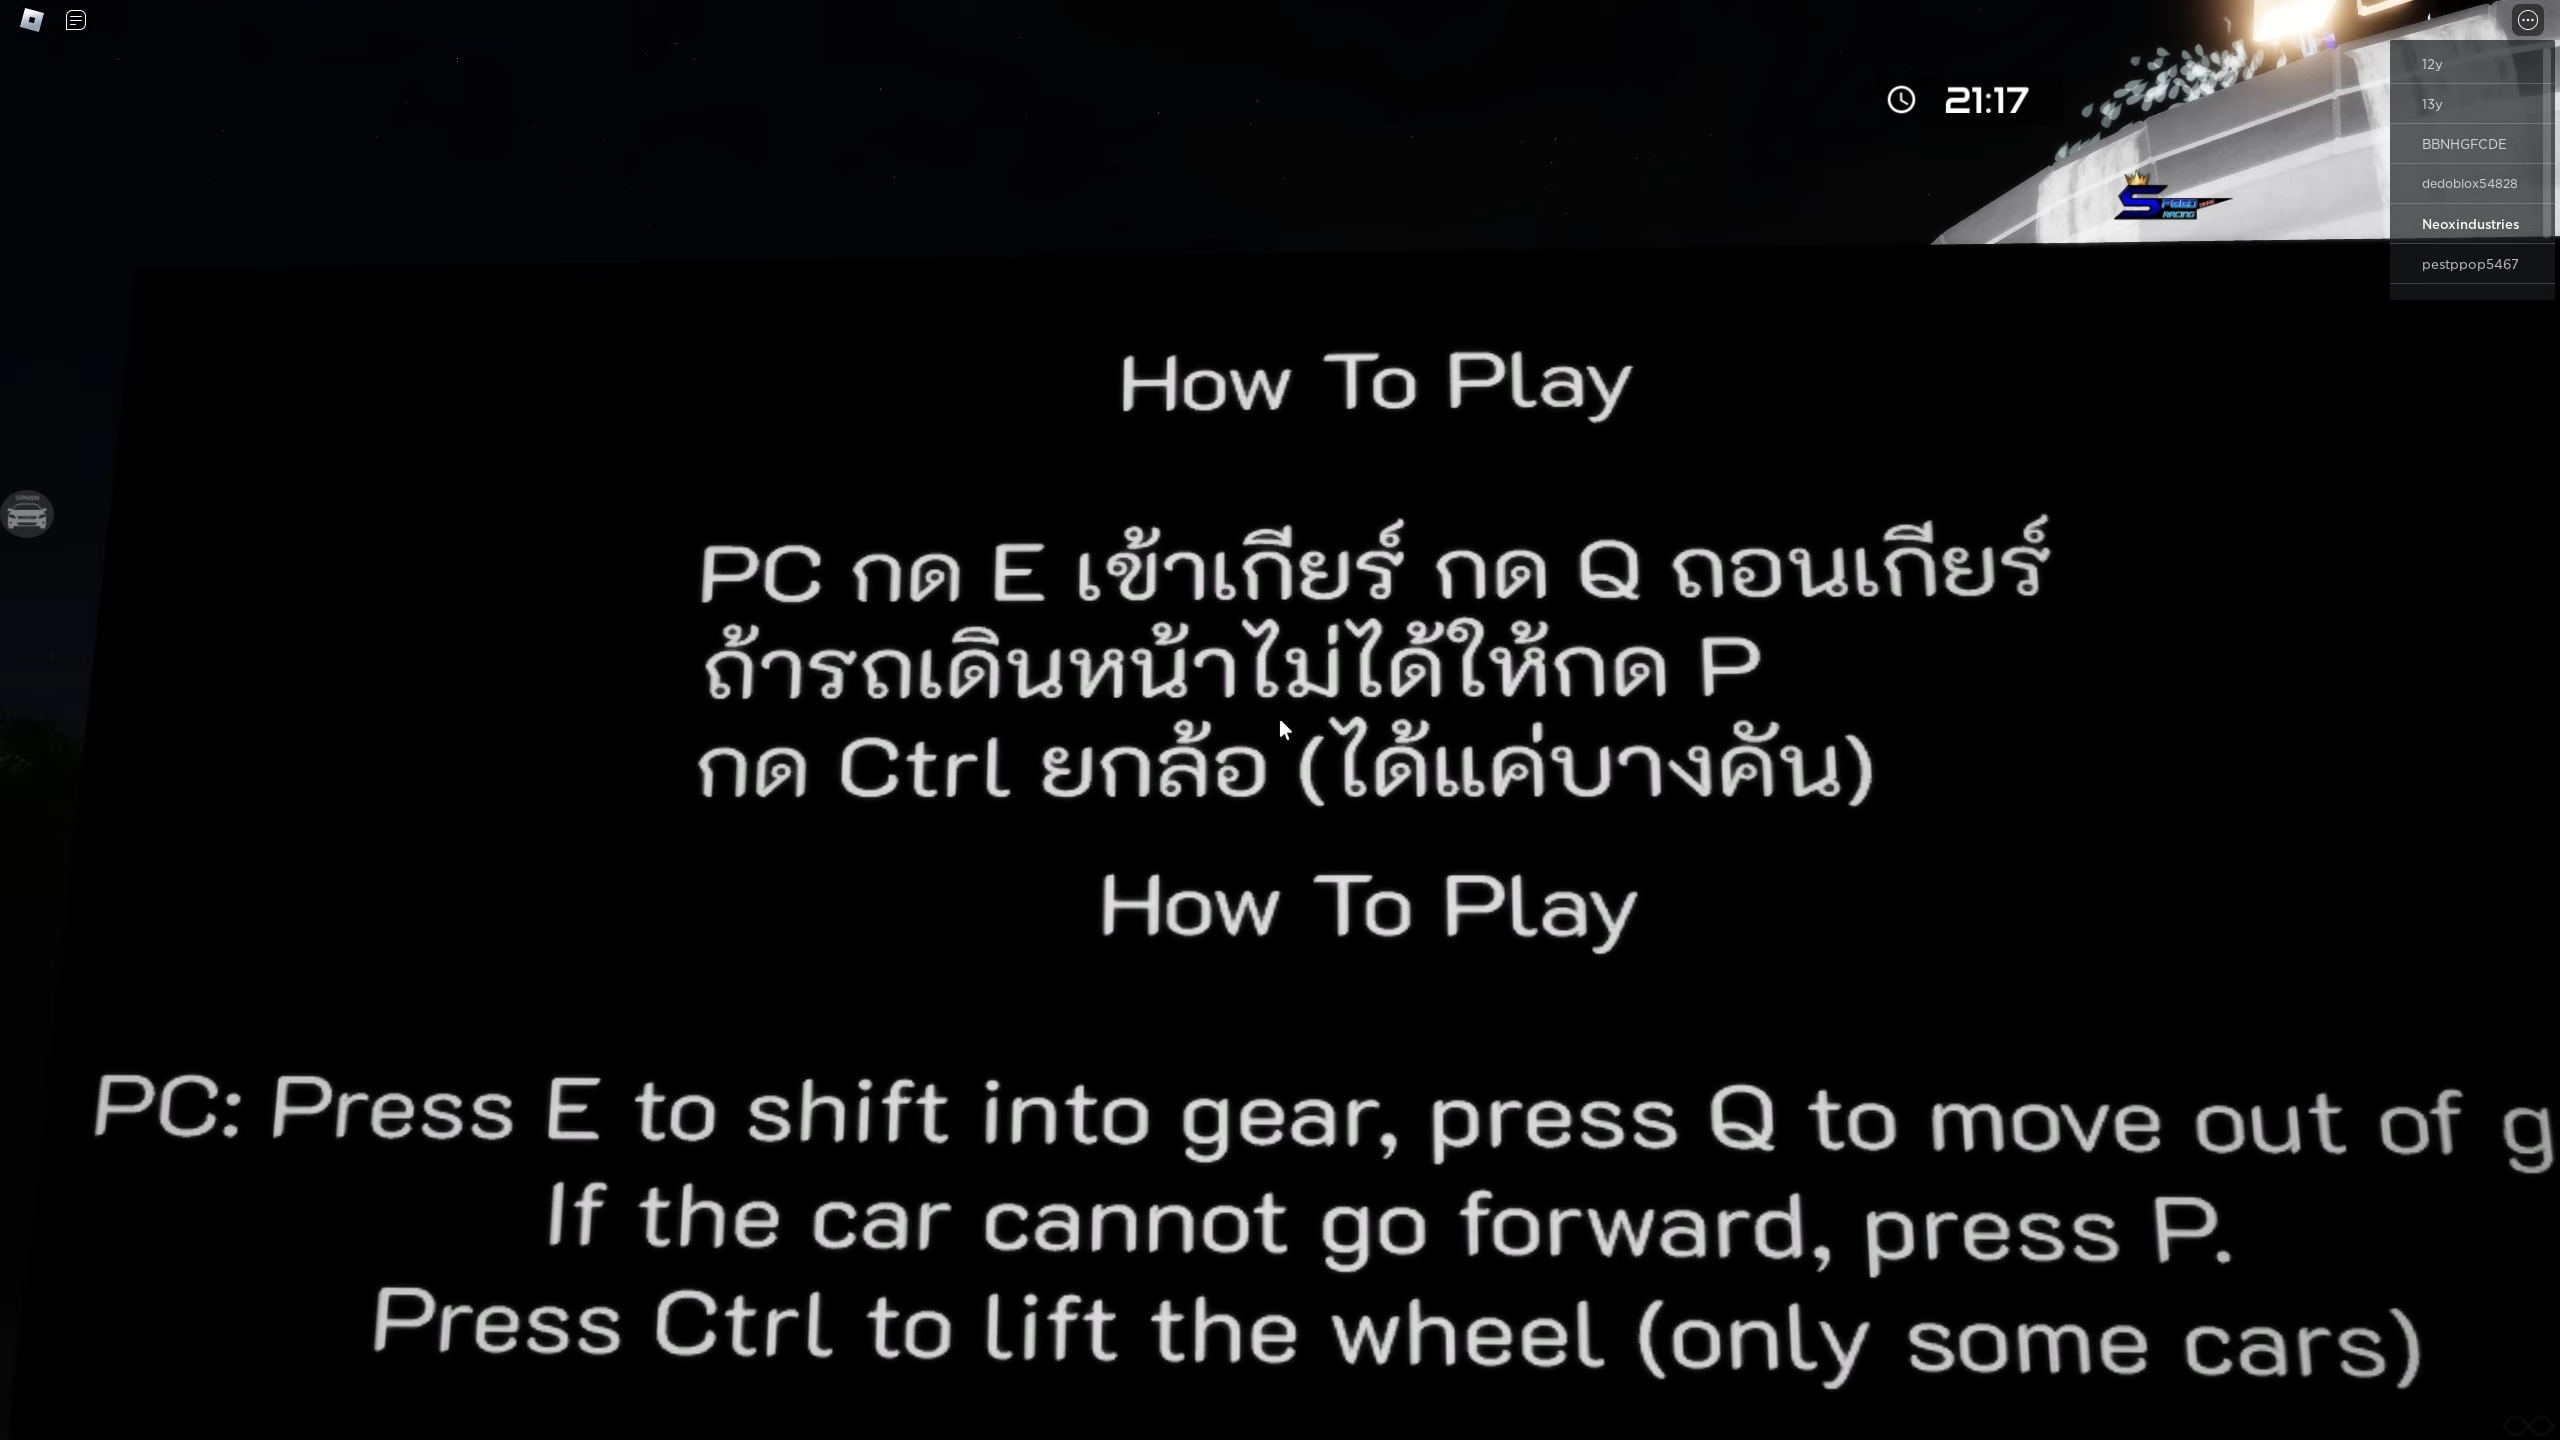 21:17
12y
13y
BBNHGFCDE
dedoblox54828
Neoxindustries
pestppop5467
SPAWN
Speed
RACING
How To Play
PC กด E เข้าเกียร์ กด Q ถอนเกียร์
ถ้ารถเดินหน้าไม่ได้ให้กด P
กด Ctrl ยกล้อ (ได้แค่บางคัน)
How To Play
PC: Press E to shift into gear, press Q to move out of g
If the car cannot go forward, press P.
Press Ctrl to lift the wheel (only some cars)